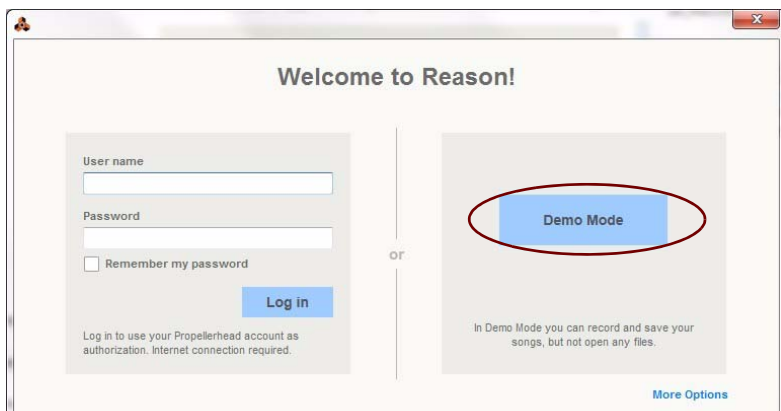 Welcome to Reason!
User name
Password
Remember my password
Log in
Log in to use your Propellerhead account as
authorization. Internet connection required.
or
Demo Mode
In Demo Mode you can record and save your
songs, but not open any files.
More Options